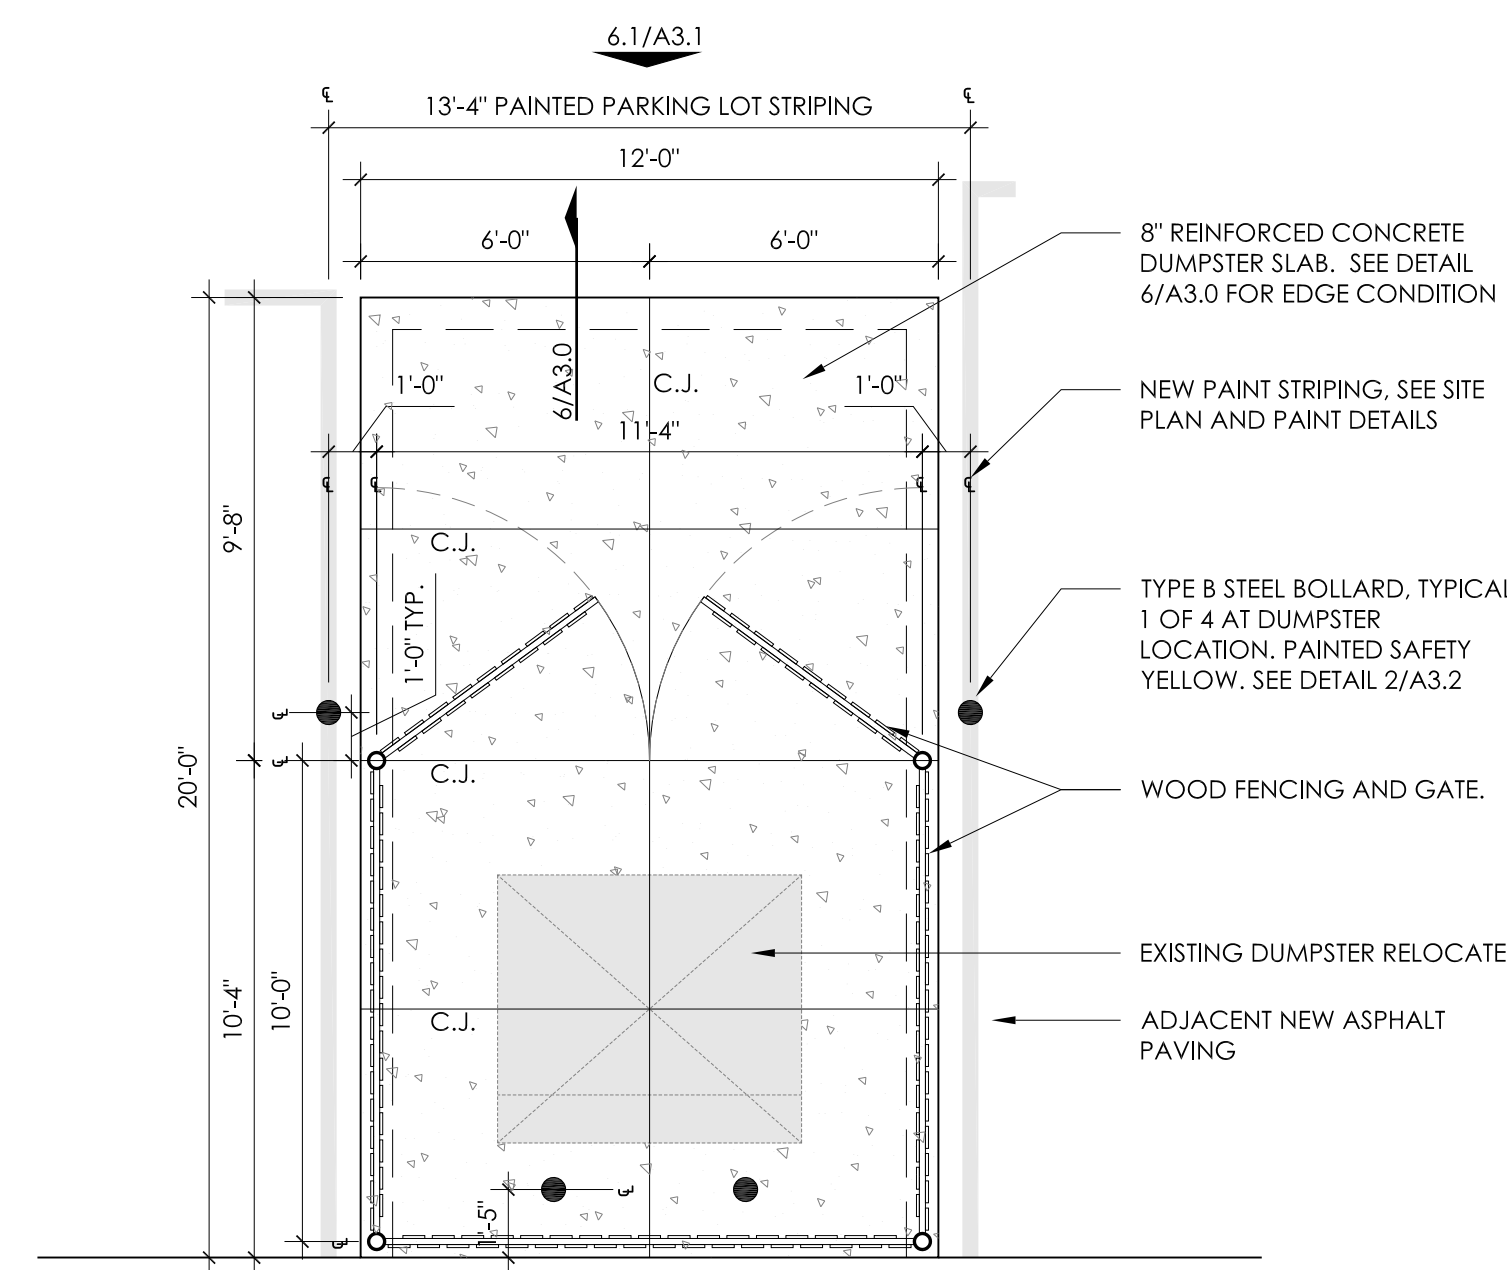 6.1/A3.1
℄
℄
13'-4" PAINTED PARKING LOT STRIPING
12'-0"
6'-0"
6'-0"
8" REINFORCED CONCRETE
DUMPSTER SLAB. SEE DETAIL
6/A3.0 FOR EDGE CONDITION
6/A3.0
1'-0"
C.J.
1'-0"
NEW PAINT STRIPING, SEE SITE
PLAN AND PAINT DETAILS
11'-4"
℄
℄
℄
℄
9'-8"
C.J.
1'-0" TYP.
TYPE B STEEL BOLLARD, TYPICAL
1 OF 4 AT DUMPSTER
LOCATION. PAINTED SAFETY
YELLOW. SEE DETAIL 2/A3.2
℄
℄
20'-0"
C.J.
WOOD FENCING AND GATE.
EXISTING DUMPSTER RELOCATE
10'-4"
10'-0"
C.J.
ADJACENT NEW ASPHALT
PAVING
℄
1'-5"
℄